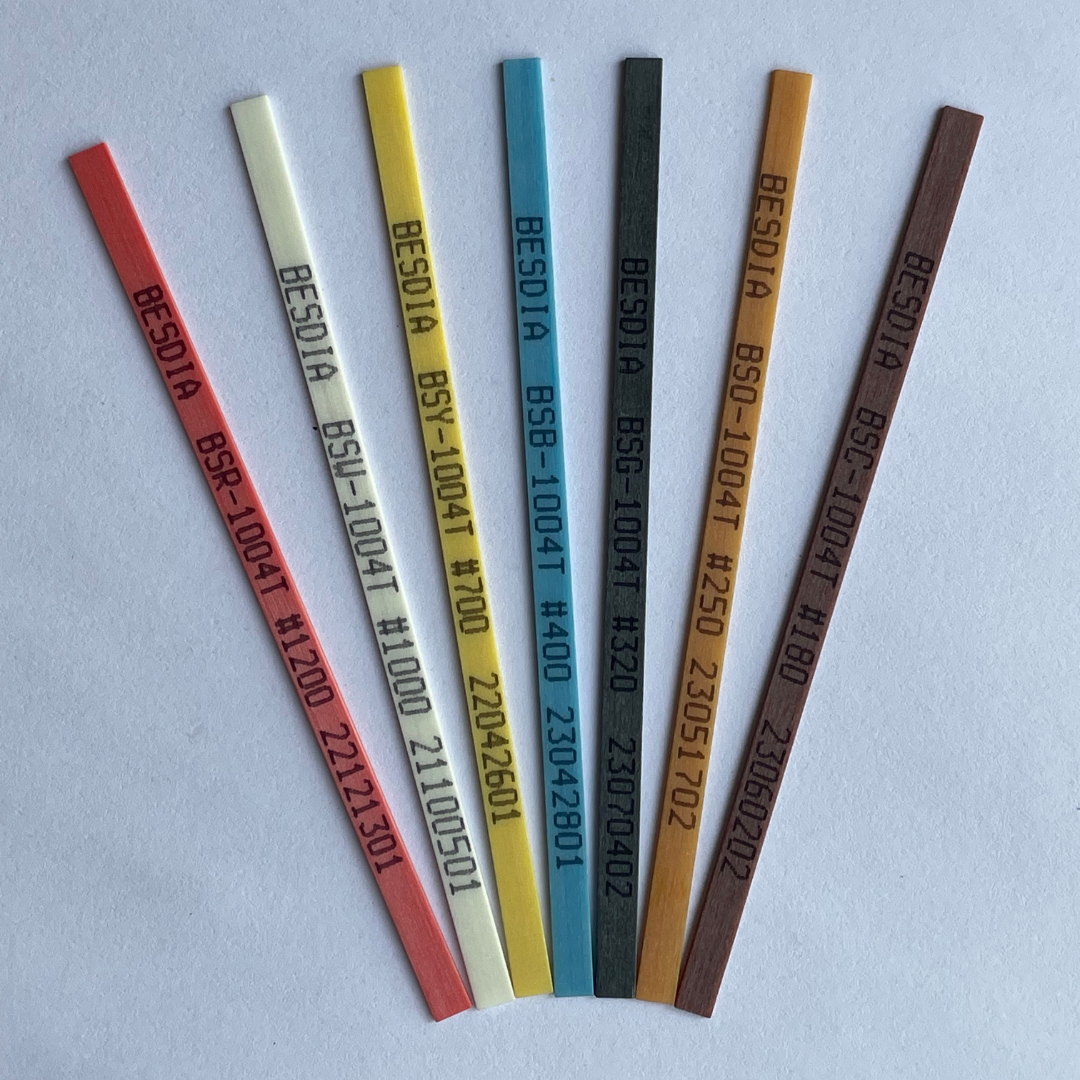 BESDIA BSR-1004T #1200 22121301
BESDIA BSW-1004T #1000 21100501
BESDIA BSY-1004T #700 22042601
BESDIA BSB-1004T #400 23042801
BESDIA BSG-1004T #320 23070402
BESDIA BSO-1004T #250 23051702
BESDIA BSC-1004T #180 23060202